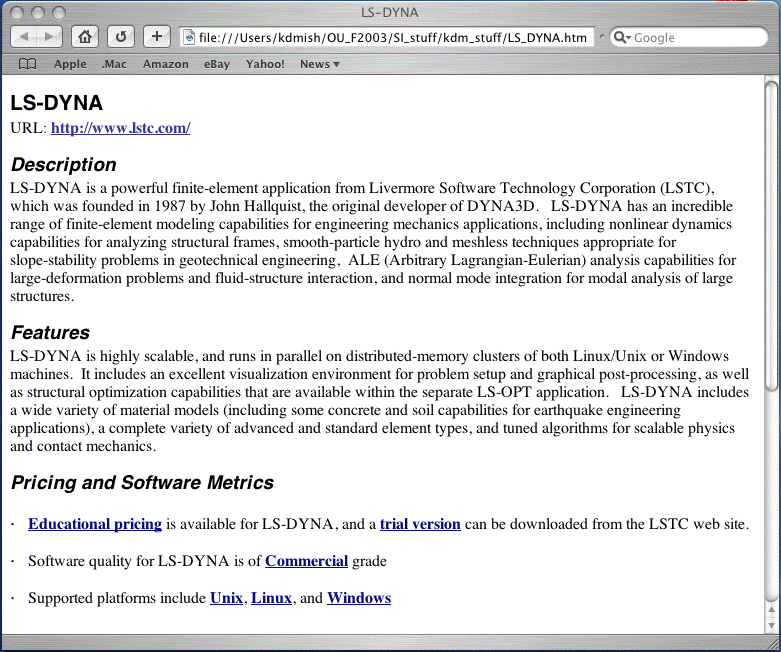 LS-DYNA
file:///Users/kdmish/OU_F2003/SI_stuff/kdm_stuff/LS_DYNA.htm
Google
Apple .Mac Amazon eBay Yahoo! News
LS-DYNA
URL: http://www.lstc.com/
Description
LS-DYNA is a powerful finite-element application from Livermore Software Technology Corporation (LSTC),
which was founded in 1987 by John Hallquist, the original developer of DYNA3D. LS-DYNA has an incredible
range of finite-element modeling capabilities for engineering mechanics applications, including nonlinear dynamics
capabilities for analyzing structural frames, smooth-particle hydro and meshless techniques appropriate for
slope-stability problems in geotechnical engineering, ALE (Arbitrary Lagrangian-Eulerian) analysis capabilities for
large-deformation problems and fluid-structure interaction, and normal mode integration for modal analysis of large
structures.
Features
LS-DYNA is highly scalable, and runs in parallel on distributed-memory clusters of both Linux/Unix or Windows
machines. It includes an excellent visualization environment for problem setup and graphical post-processing, as well
as structural optimization capabilities that are available within the separate LS-OPT application. LS-DYNA includes
a wide variety of material models (including some concrete and soil capabilities for earthquake engineering
applications), a complete variety of advanced and standard element types, and tuned algorithms for scalable physics
and contact mechanics.
Pricing and Software Metrics
· Educational pricing is available for LS-DYNA, and a trial version can be downloaded from the LSTC web site.
· Software quality for LS-DYNA is of Commercial grade
· Supported platforms include Unix, Linux, and Windows